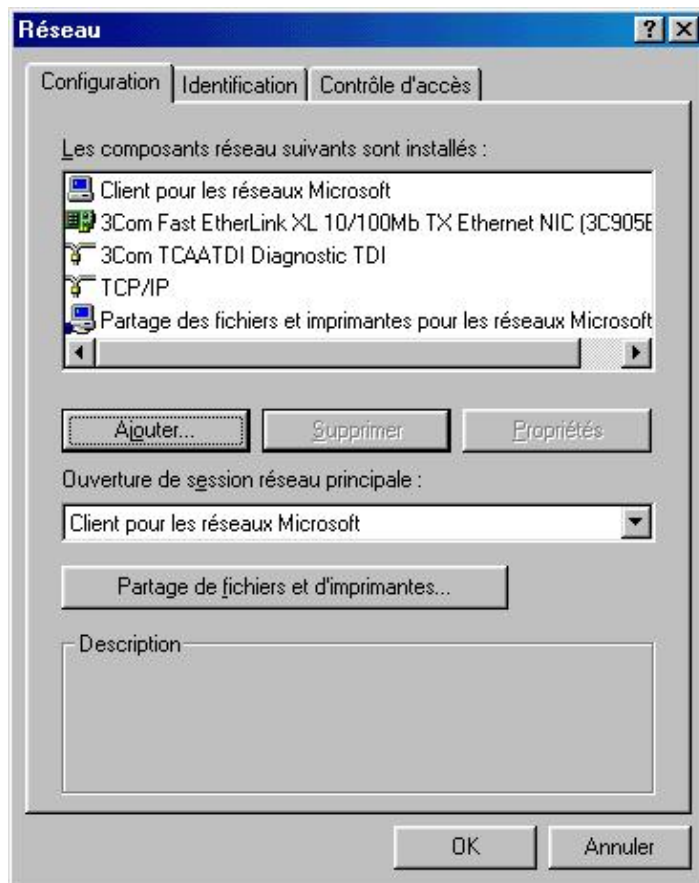 Réseau
Configuration Identification Contrôle d'accès
Les composants réseau suivants sont installés :
Client pour les réseaux Microsoft
3Com Fast EtherLink XL 10/100Mb TX Ethernet NIC (3C905B
3Com TCAATDI Diagnostic TDI
TCP/IP
Partage des fichiers et imprimantes pour les réseaux Microsoft
Ajouter... Supprimer Propriétés
Ouverture de session réseau principale :
Client pour les réseaux Microsoft
Partage de fichiers et d'imprimantes...
Description
OK Annuler